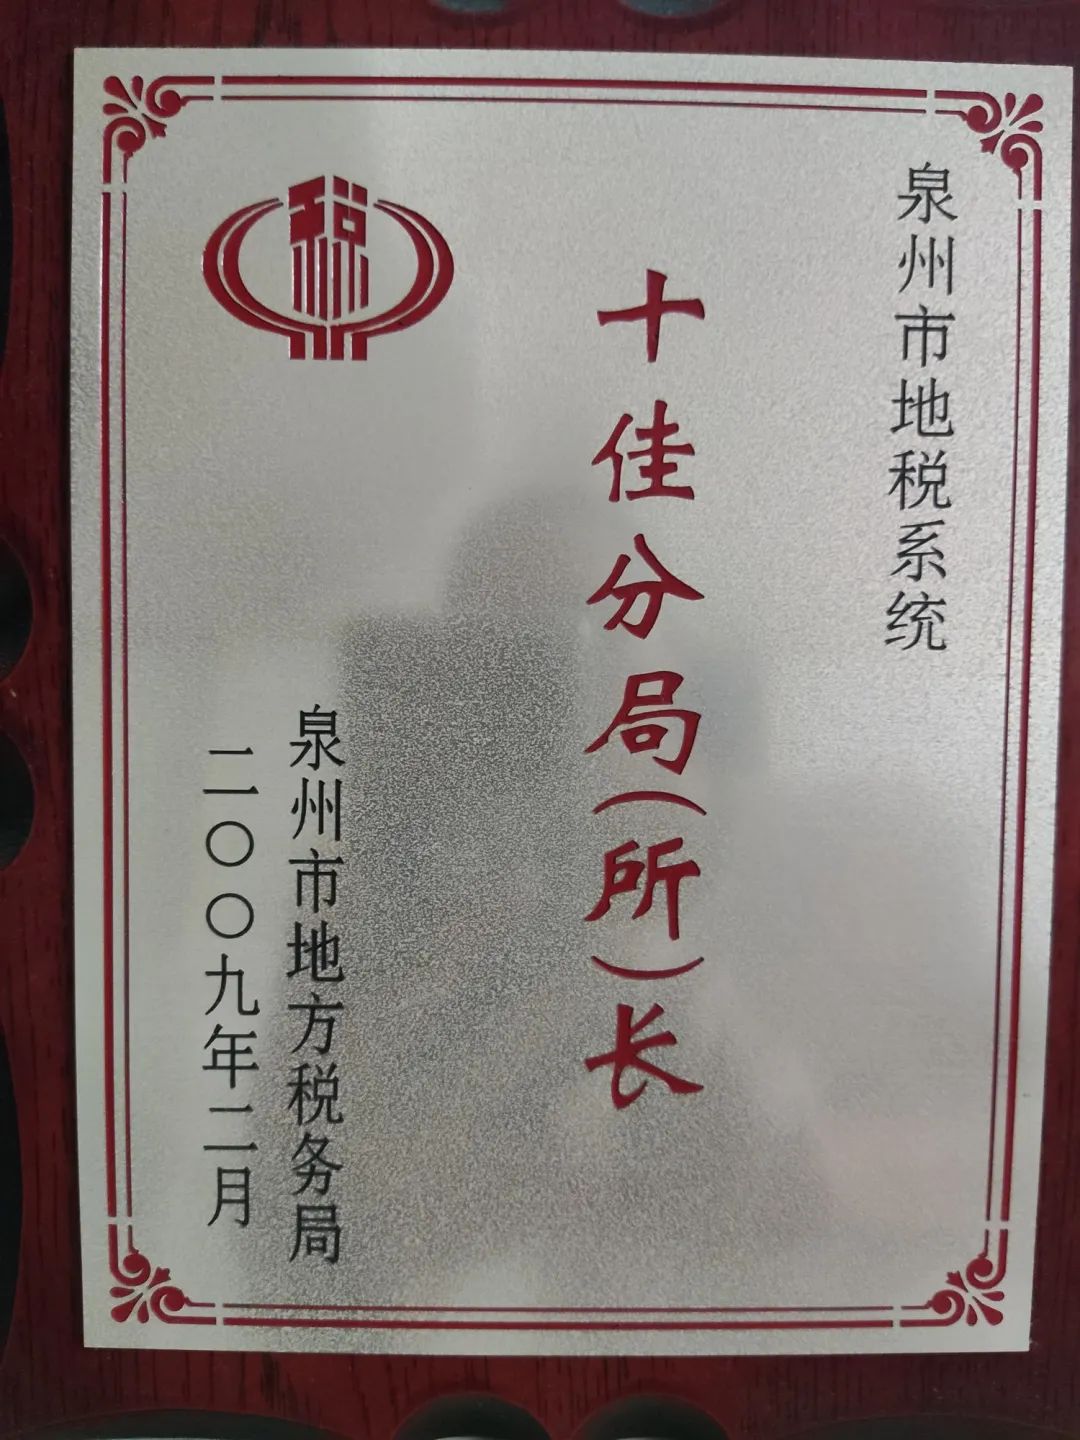 泉州市地税系统
十佳分局(所)长
泉州市地方税务局
二〇〇九年二月
税